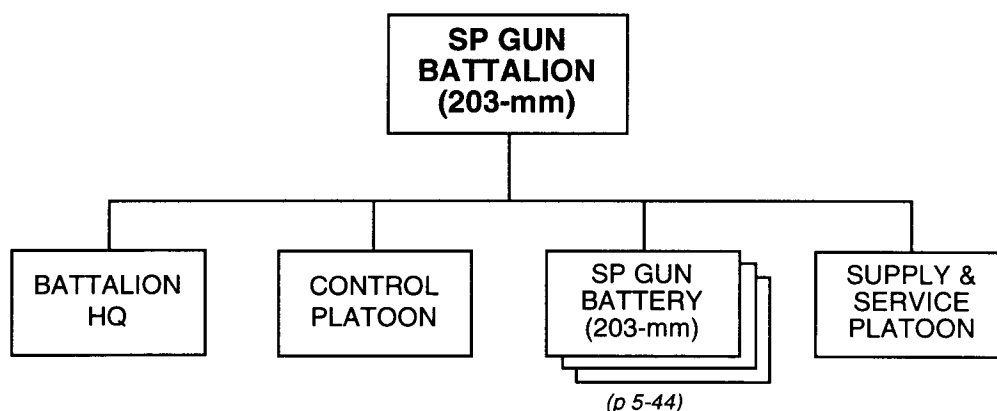 SP GUN
BATTALION
(203-mm)
BATTALION
HQ
CONTROL
PLATOON
SP GUN
BATTERY
(203-mm)
SUPPLY &
SERVICE
PLATOON
(p 5-44)